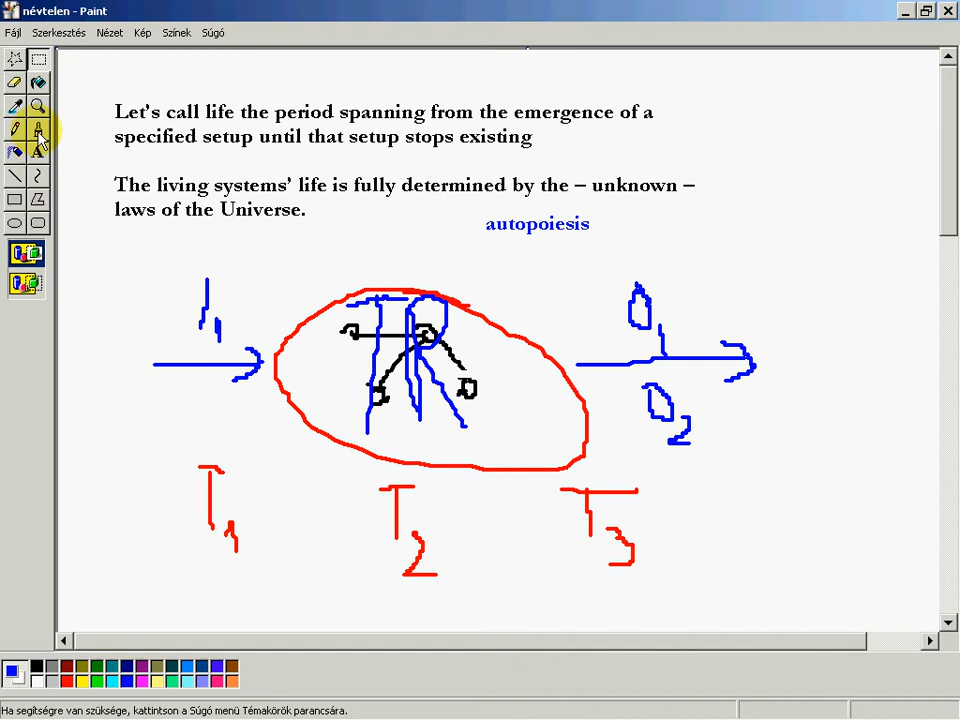 névtelen - Paint
Fájl Szerkesztés Nézet Kép Színek Súgó
Let's call life the period spanning from the emergence of a
specified setup until that setup stops existing
The living systems' life is fully determined by the – unknown –
laws of the Universe.
autopoiesis
I1
TR
O1
O2
T1 T2 T3
Ha segítségre van szüksége, kattintson a Súgó menü Témakörök parancsára.